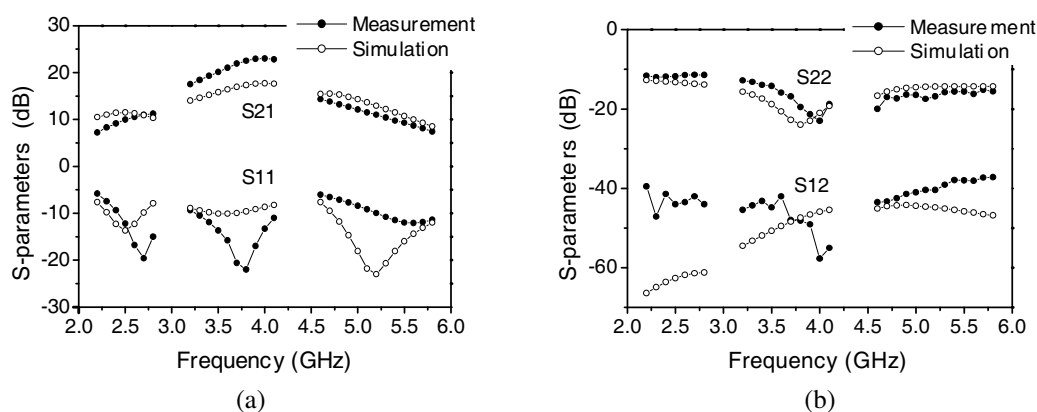 Measurement
Simulation
S-parameters (dB)
30
20
10
0
-10
-20
-30
S21
S11
2.0 2.5 3.0 3.5 4.0 4.5 5.0 5.5 6.0
Frequency (GHz)
(a)
Measurement
Simulation
S-parameters (dB)
0
-20
-40
-60
S22
S12
2.0 2.5 3.0 3.5 4.0 4.5 5.0 5.5 6.0
Frequency (GHz)
(b)